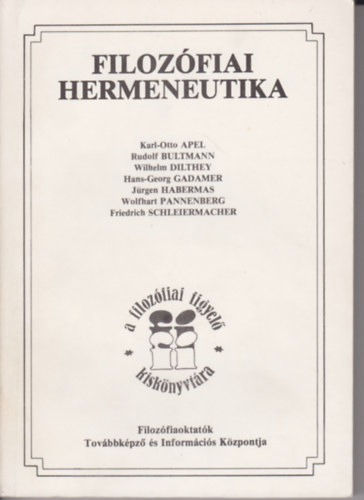 FILOZÓFIAI
HERMENEUTIKA
Karl-Otto APEL
Rudolf BULTMANN
Wilhelm DILTHEY
Hans-Georg GADAMER
Jürgen HABERMAS
Wolfhart PANNENBERG
Friedrich SCHLEIERMACHER
a filozófiai figyelő
kiskönyvtára
Filozófiaoktatók
Továbbképző és Információs Központja